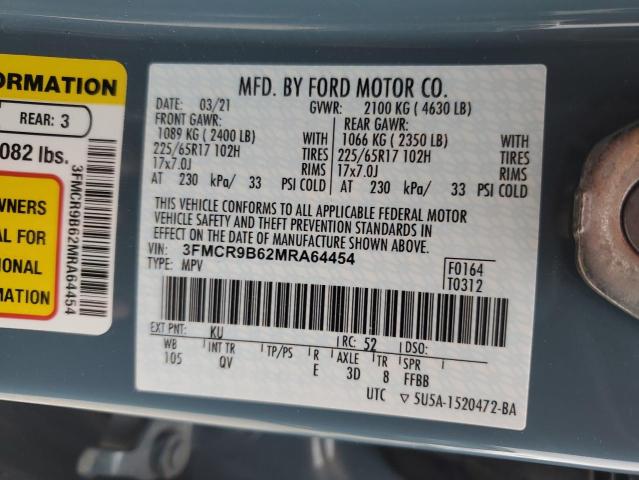 ORMATION
REAR: 3
082 lbs.
WNERS
AL FOR
IONAL
MATION
3FMCR9B62MRA64454
MFD. BY FORD MOTOR CO.
DATE: 03/21 GVWR: 2100 KG ( 4630 LB)
FRONT GAWR: REAR GAWR:
1089 KG ( 2400 LB) 1066 KG ( 2350 LB)
225/65R17 102H TIRES 225/65R17 102H TIRES
17x7.0J RIMS 17x7.0J RIMS
AT 230 kPa/ 33 PSI COLD AT 230 kPa/ 33 PSI COLD
THIS VEHICLE CONFORMS TO ALL APPLICABLE FEDERAL MOTOR
VEHICLE SAFETY AND THEFT PREVENTION STANDARDS IN EFFECT
ON THE DATE OF MANUFACTURE SHOWN ABOVE.
VIN: 3FMCR9B62MRA64454
TYPE: MPV
F0164
T0312
EXT PNT: KU RC: 52 DSO:
WB INT TR TP/PS R AXLE TR SPR
105 QV E 3D 8 FFBB
UTC ▽5U5A-1520472-BA